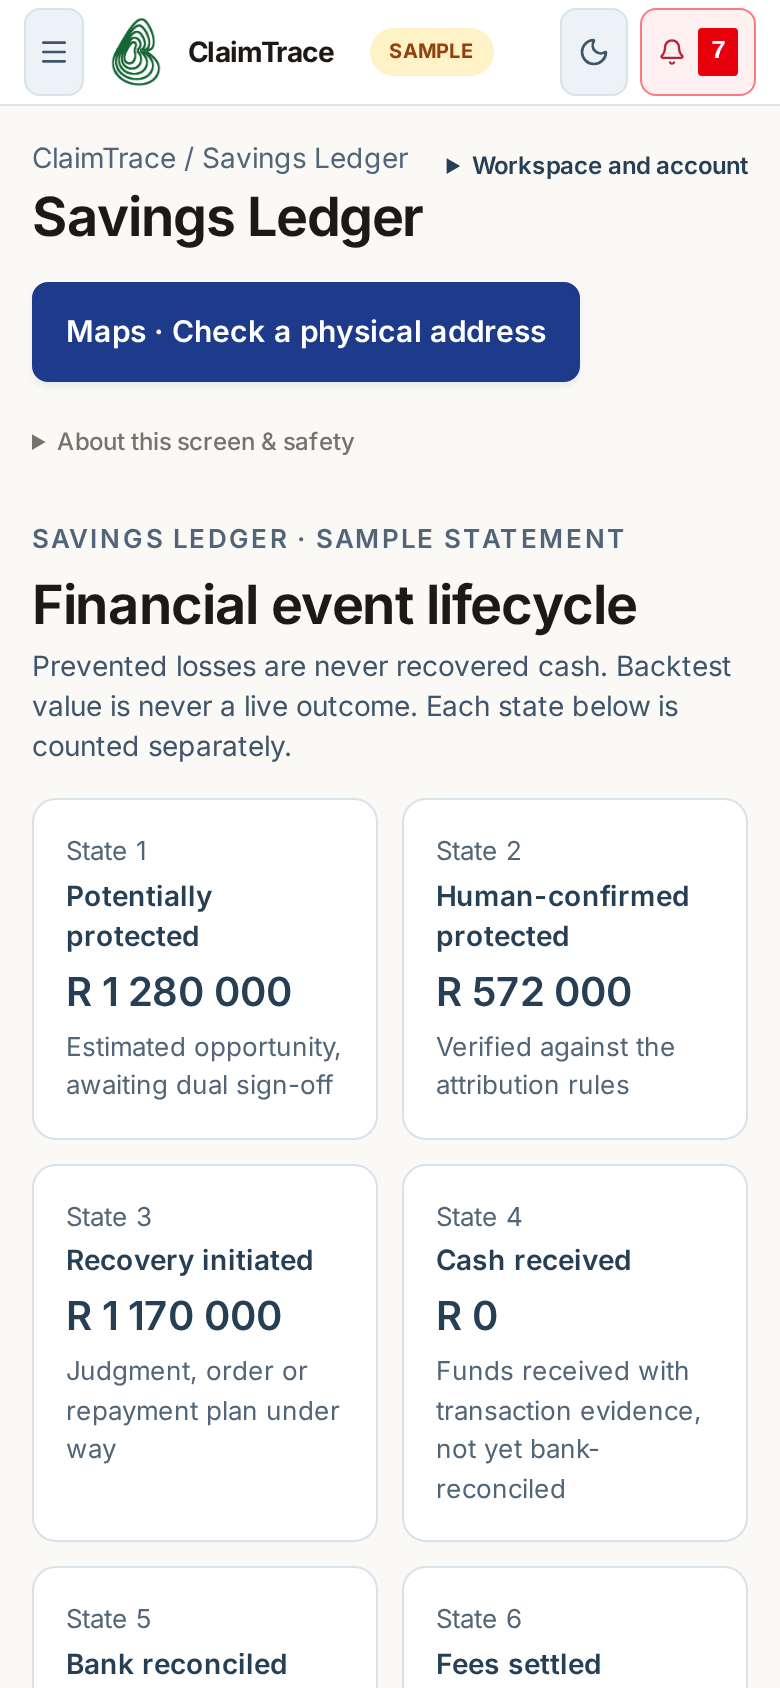 ClaimTrace
SAMPLE
7
ClaimTrace / Savings Ledger
Workspace and account
Savings Ledger
Maps · Check a physical address
About this screen & safety
SAVINGS LEDGER · SAMPLE STATEMENT
Financial event lifecycle
Prevented losses are never recovered cash. Backtest
value is never a live outcome. Each state below is
counted separately.
State 1
Potentially
protected
R 1 280 000
Estimated opportunity,
awaiting dual sign-off
State 2
Human-confirmed
protected
R 572 000
Verified against the
attribution rules
State 3
Recovery initiated
R 1 170 000
Judgment, order or
repayment plan under
way
State 4
Cash received
R 0
Funds received with
transaction evidence,
not yet bank-
reconciled
State 5
Bank reconciled
State 6
Fees settled